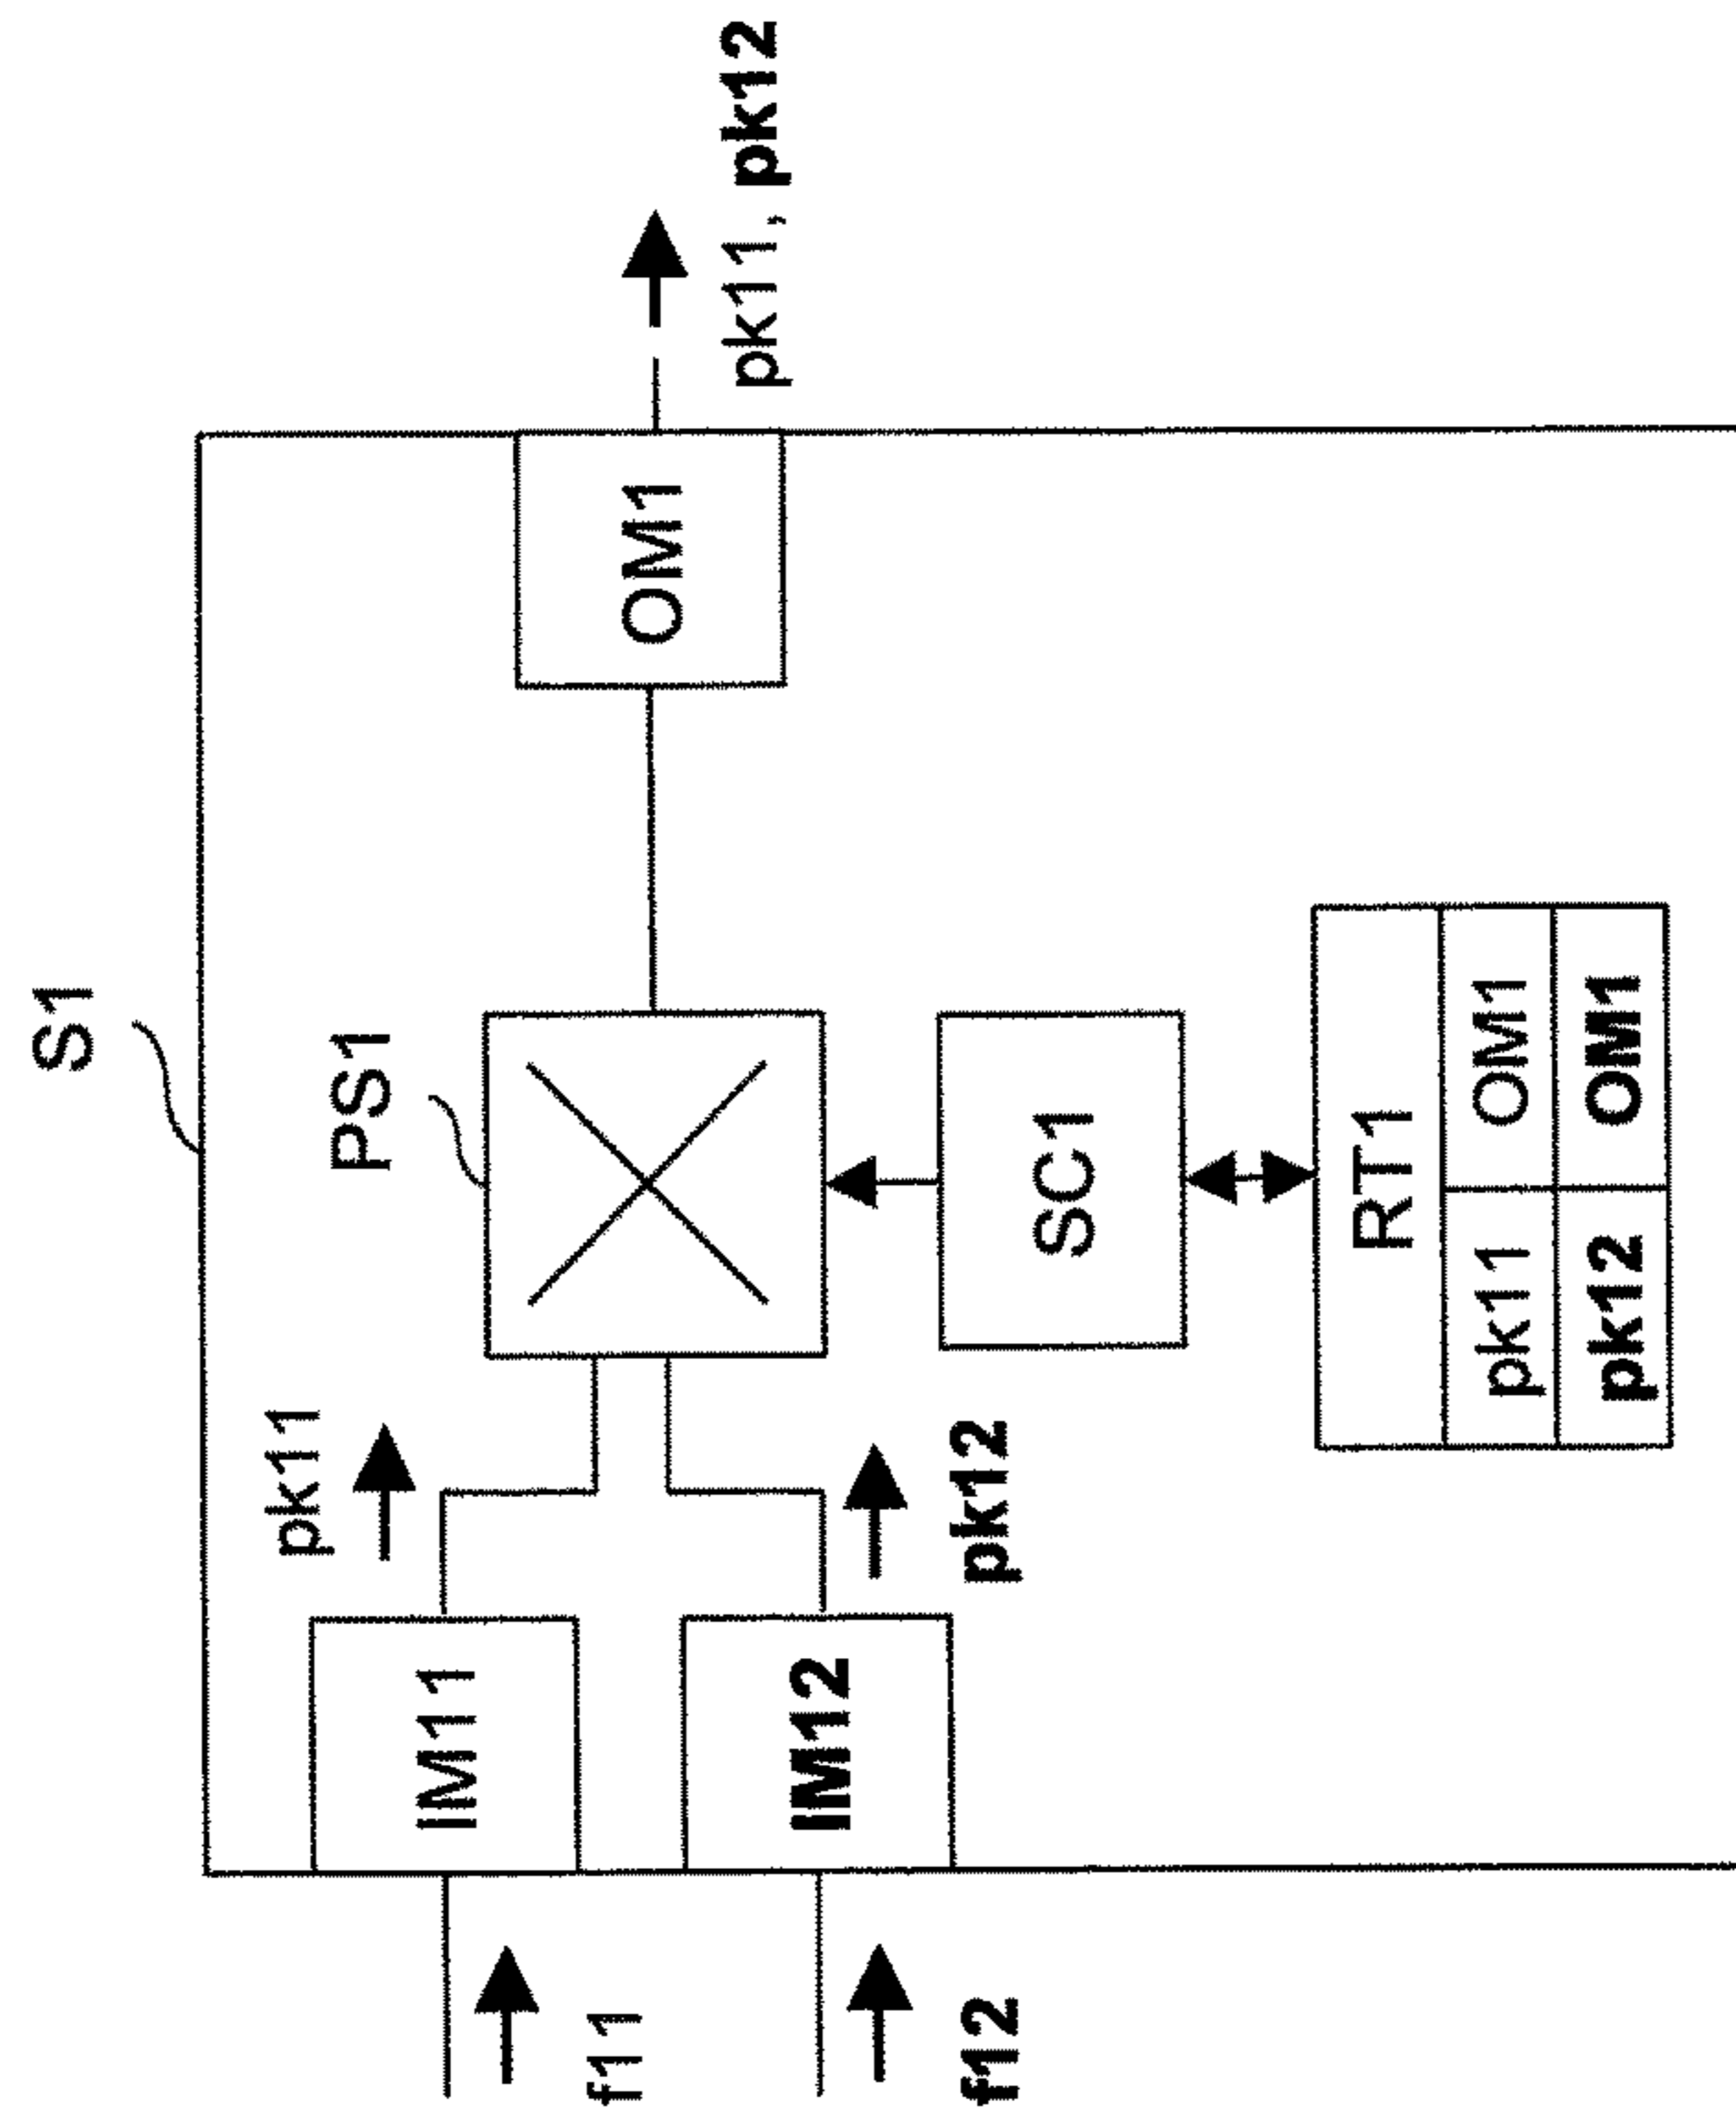 S1
PS1
pk11
IM11
f11
OM1
pk11, pk12
IM12
pk12
f12
SC1
RT1
pk11 OM1
pk12 OM1